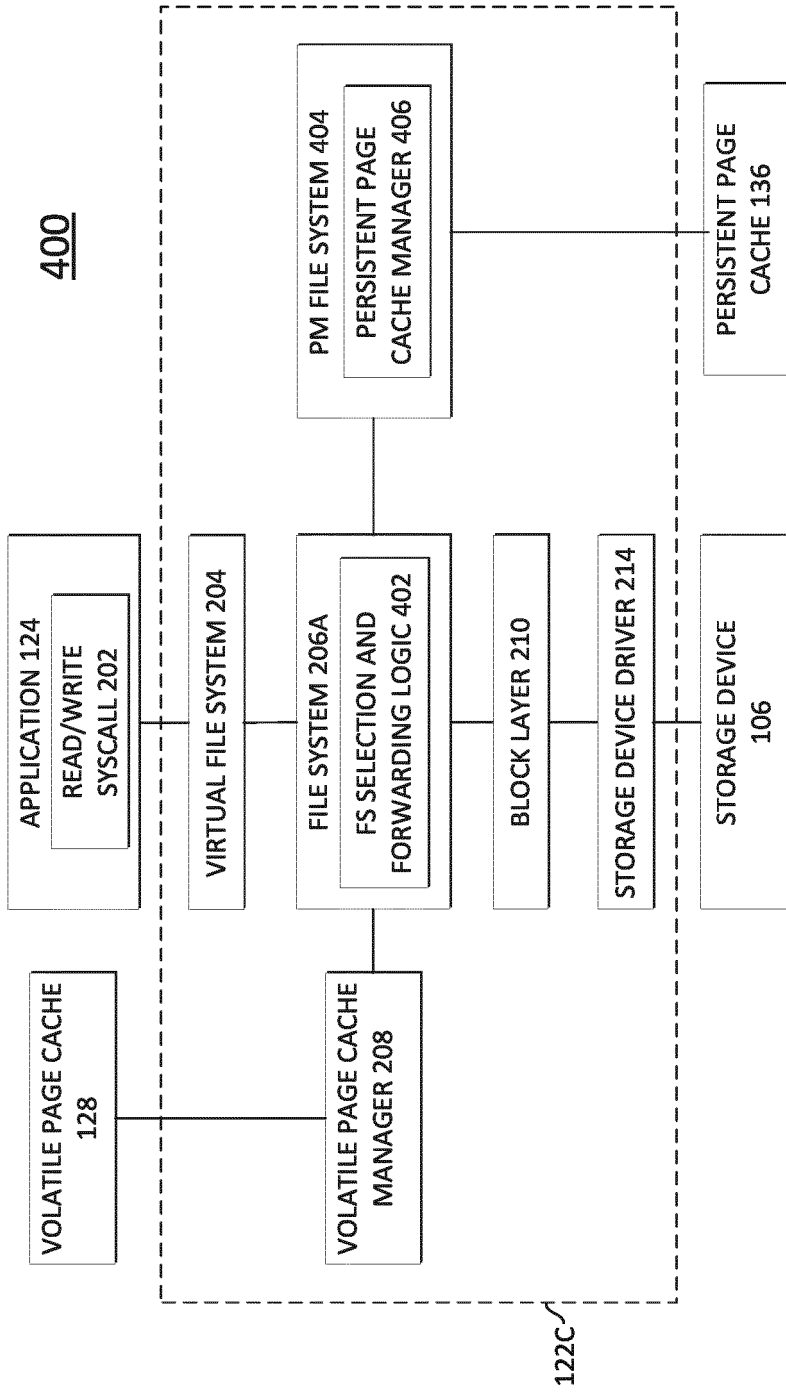 400
VOLATILE PAGE CACHE
128
APPLICATION 124
READ/WRITE
SYSCALL 202
VIRTUAL FILE SYSTEM 204
VOLATILE PAGE CACHE
MANAGER 208
FILE SYSTEM 206A
FS SELECTION AND
FORWARDING LOGIC 402
PM FILE SYSTEM 404
PERSISTENT PAGE
CACHE MANAGER 406
BLOCK LAYER 210
STORAGE DEVICE DRIVER 214
122C
STORAGE DEVICE
106
PERSISTENT PAGE
CACHE 136